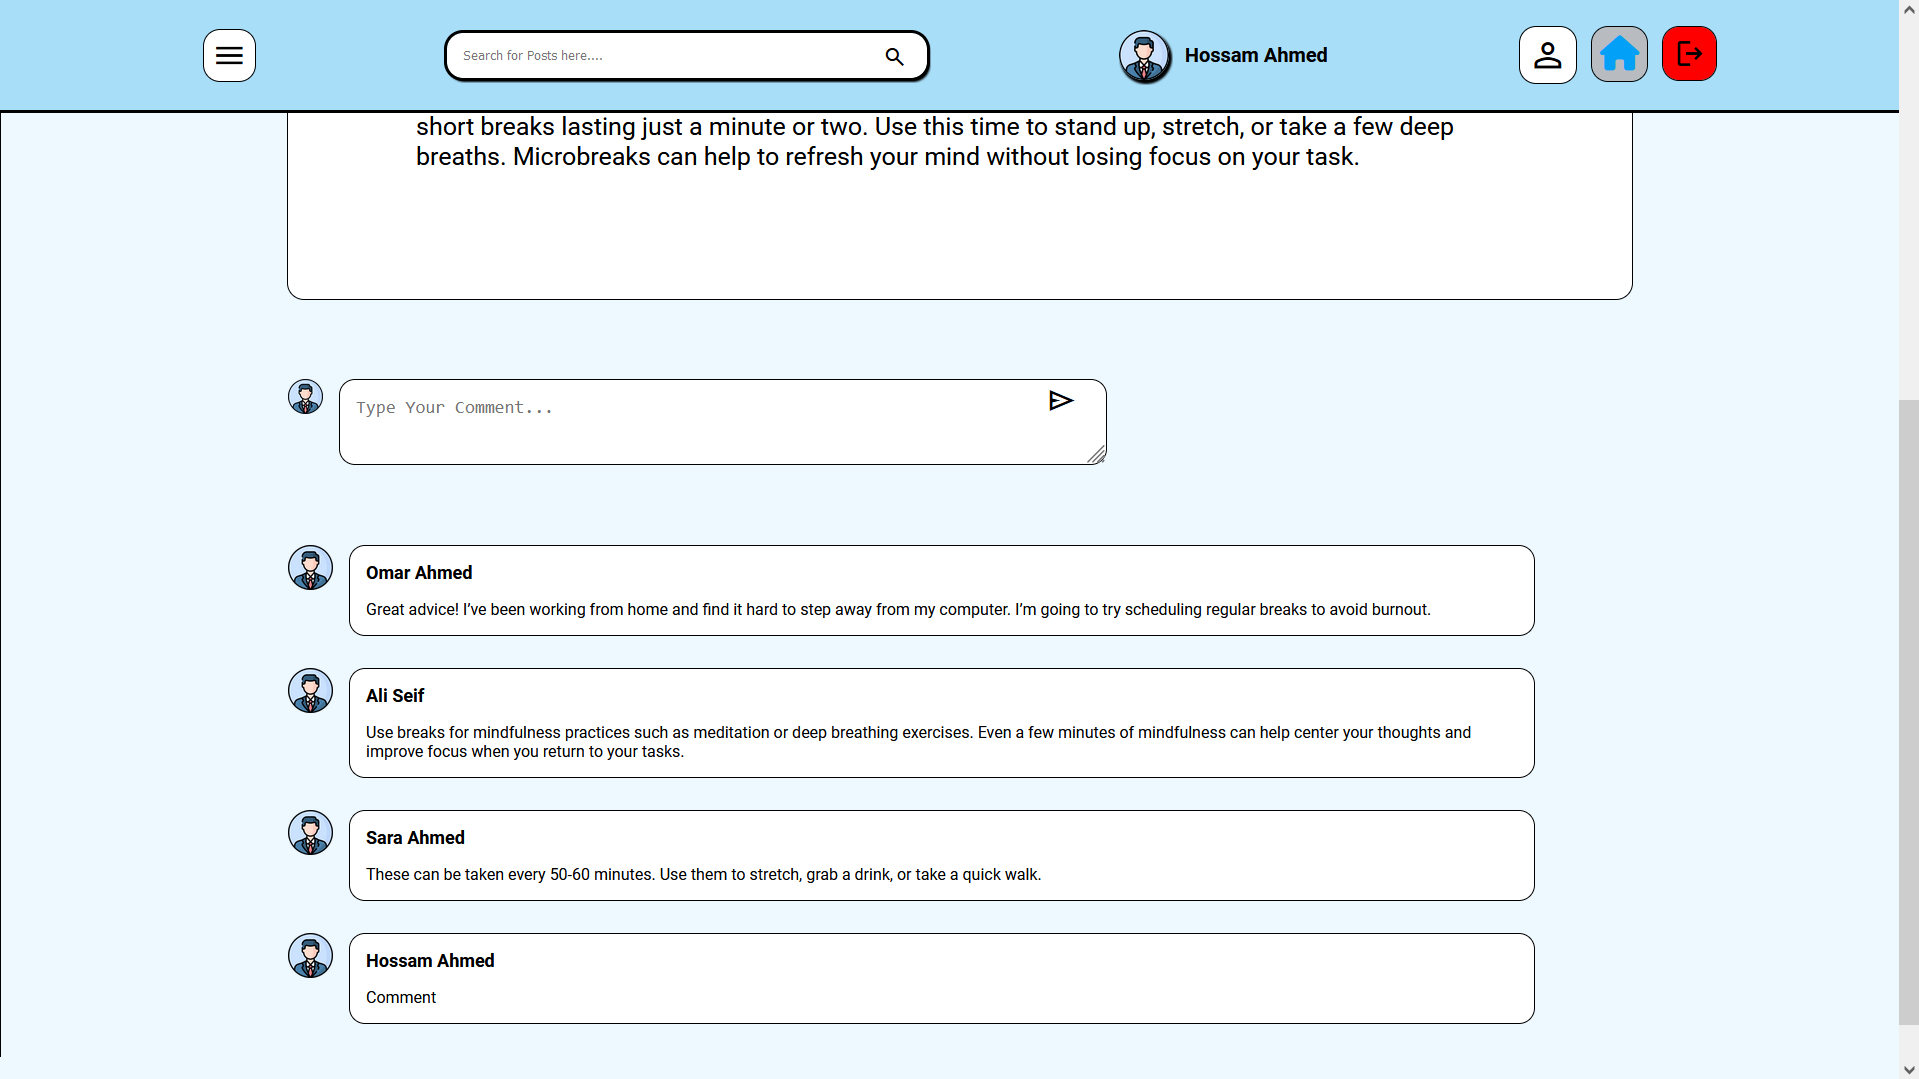 Search for Posts here....
Hossam Ahmed
short breaks lasting just a minute or two. Use this time to stand up, stretch, or take a few deep
breaths. Microbreaks can help to refresh your mind without losing focus on your task.
Type Your Comment...
Omar Ahmed
Great advice! I’ve been working from home and find it hard to step away from my computer. I’m going to try scheduling regular breaks to avoid burnout.
Ali Seif
Use breaks for mindfulness practices such as meditation or deep breathing exercises. Even a few minutes of mindfulness can help center your thoughts and
improve focus when you return to your tasks.
Sara Ahmed
These can be taken every 50-60 minutes. Use them to stretch, grab a drink, or take a quick walk.
Hossam Ahmed
Comment